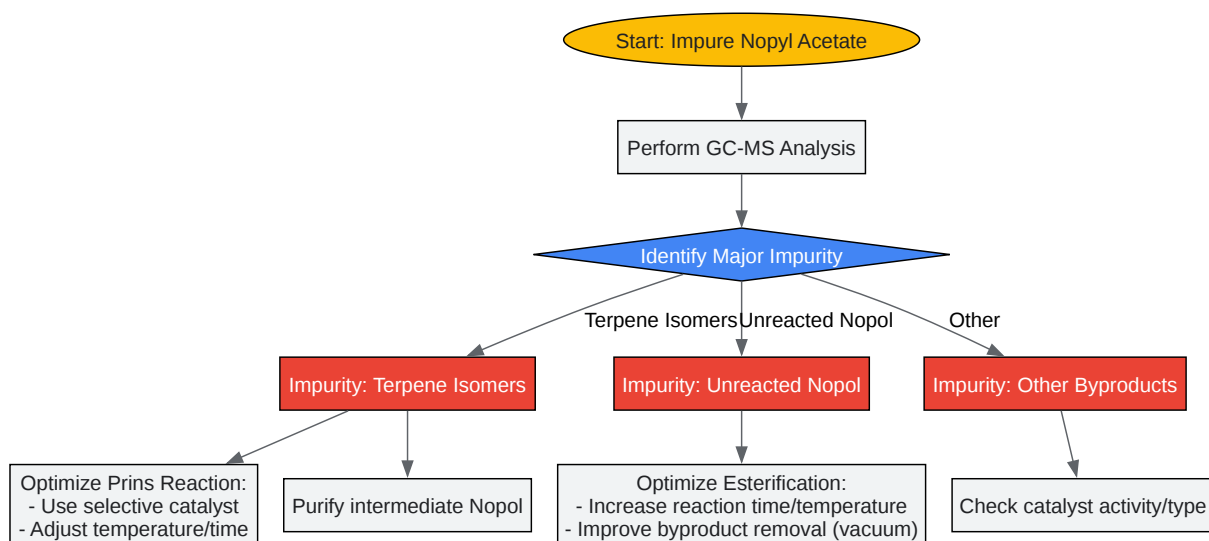 Start: Impure Nopyl Acetate
Perform GC-MS Analysis
Identify Major Impurity
Terpene Isomers
Unreacted Nopol
Other
Impurity: Terpene Isomers
Impurity: Unreacted Nopol
Impurity: Other Byproducts
Optimize Prins Reaction:
- Use selective catalyst
- Adjust temperature/time
Purify intermediate Nopol
Optimize Esterification:
- Increase reaction time/temperature
- Improve byproduct removal (vacuum)
Check catalyst activity/type